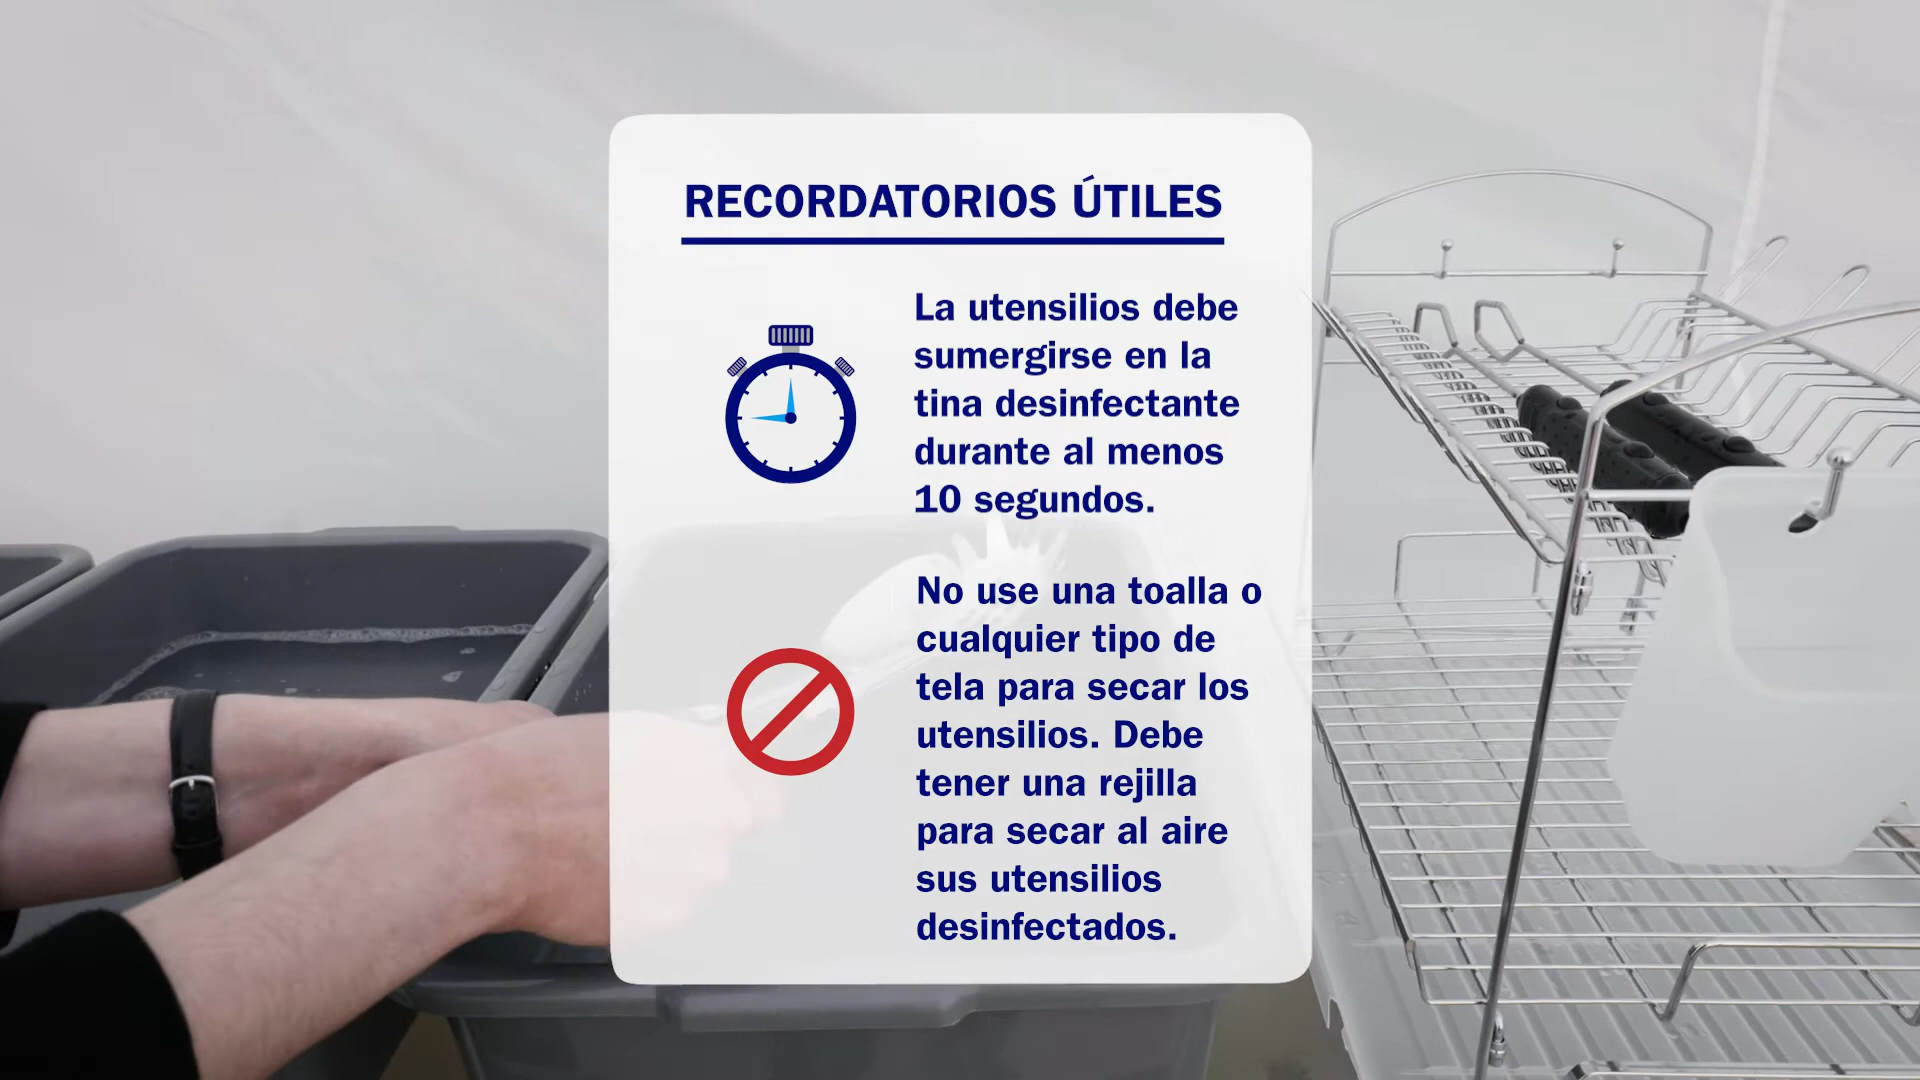 RECORDATORIOS ÚTILES
La utensilios debe
sumergirse en la
tina desinfectante
durante al menos
10 segundos.
No use una toalla o
cualquier tipo de
tela para secar los
utensilios. Debe
tener una rejilla
para secar al aire
sus utensilios
desinfectados.